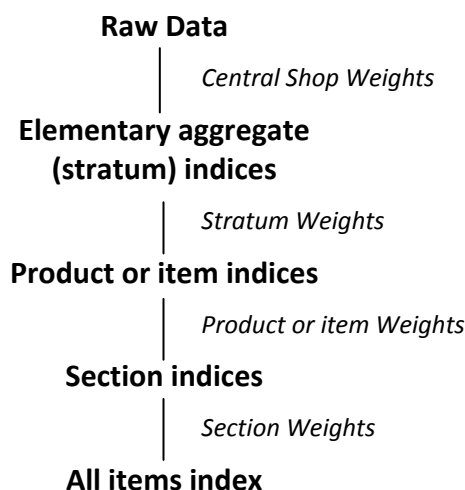 Raw Data
Central Shop Weights
Elementary aggregate
(stratum) indices
Stratum Weights
Product or item indices
Product or item Weights
Section indices
Section Weights
All items index